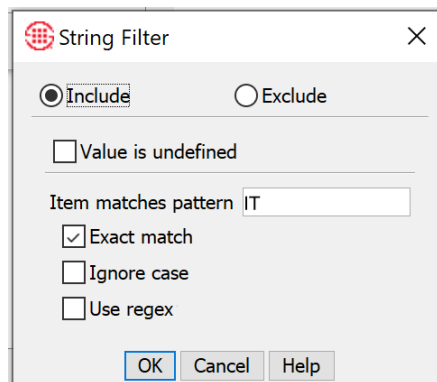 String Filter
Include Exclude
Value is undefined
Item matches pattern IT
Exact match
Ignore case
Use regex
OK Cancel Help